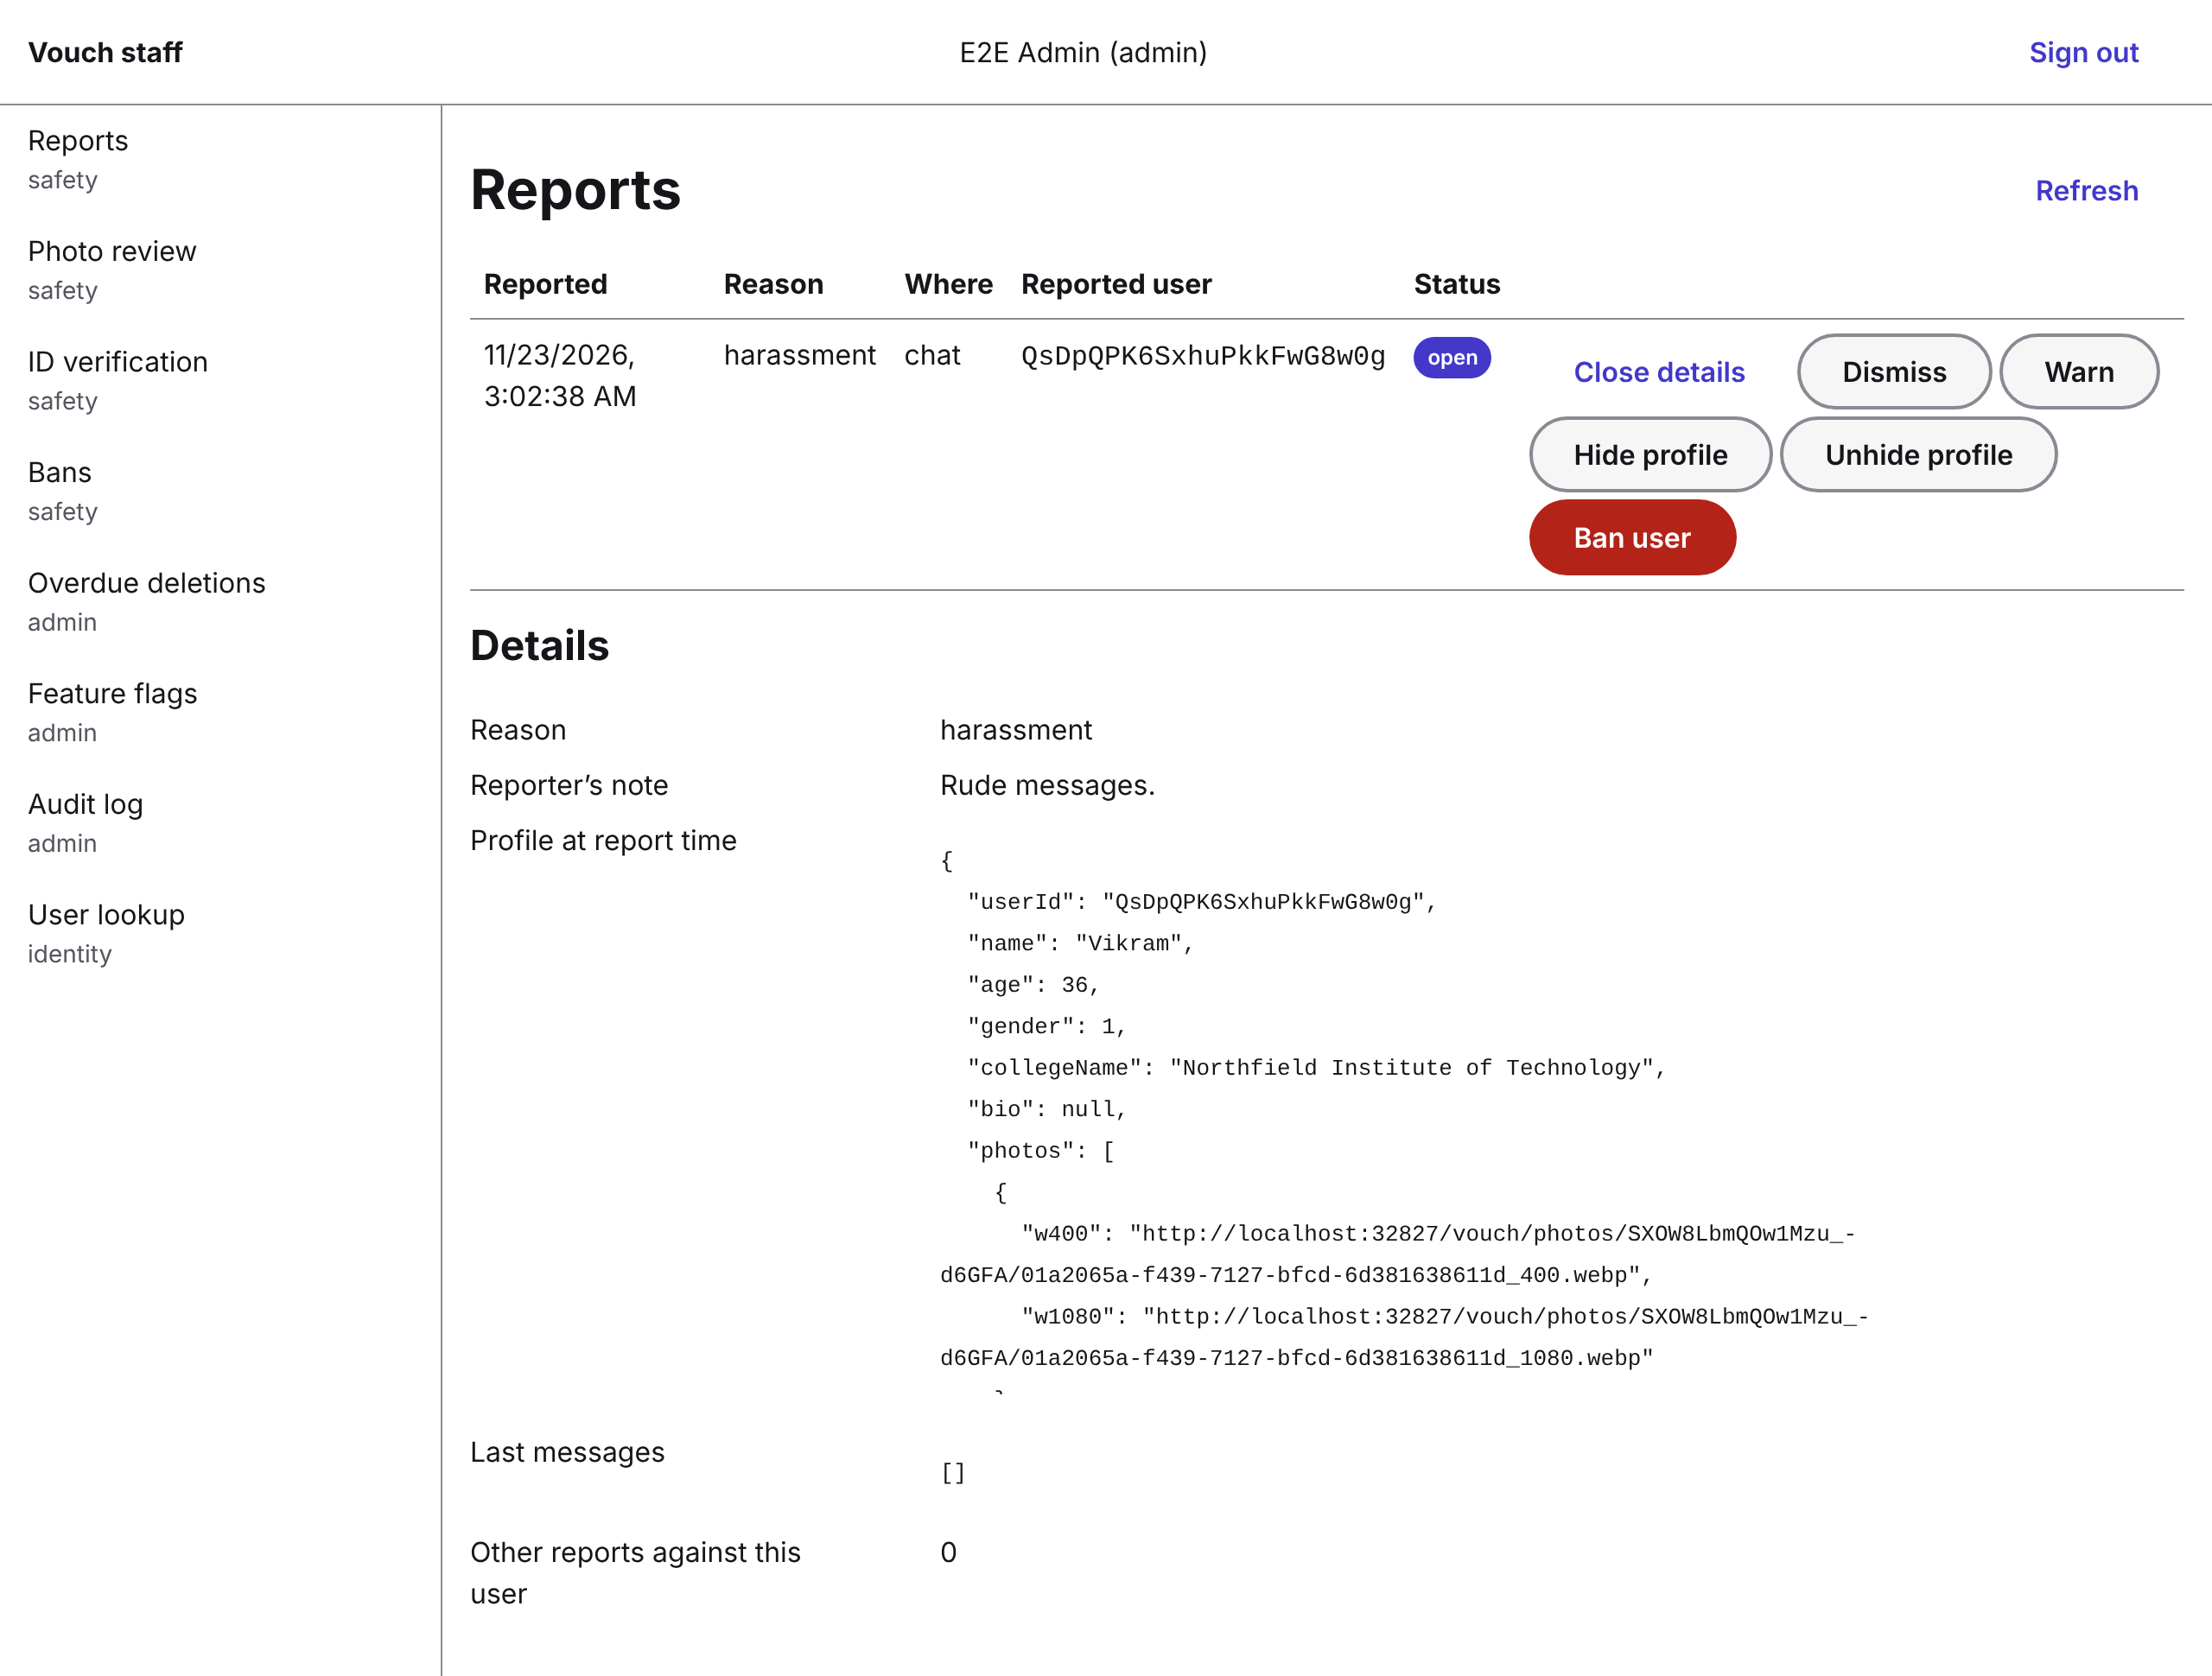 Vouch staff
E2E Admin (admin)
Sign out
Reports
safety
Photo review
safety
ID verification
safety
Bans
safety
Overdue deletions
admin
Feature flags
admin
Audit log
admin
User lookup
identity
Reports
Refresh
Reported Reason Where Reported user Status
11/23/2026, 3:02:38 AM
harassment
chat
QsDpQPK6SxhuPkkFwG8w0g
open
Close details
Dismiss
Warn
Hide profile
Unhide profile
Ban user
Details
Reason harassment
Reporter’s note Rude messages.
Profile at report time
{
"userId": "QsDpQPK6SxhuPkkFwG8w0g",
"name": "Vikram",
"age": 36,
"gender": 1,
"collegeName": "Northfield Institute of Technology",
"bio": null,
"photos": [
{
"w400": "http://localhost:32827/vouch/photos/SXOW8LbmQOw1Mzu_-
d6GFA/01a2065a-f439-7127-bfcd-6d381638611d_400.webp",
"w1080": "http://localhost:32827/vouch/photos/SXOW8LbmQOw1Mzu_-
d6GFA/01a2065a-f439-7127-bfcd-6d381638611d_1080.webp"
}
Last messages
[]
Other reports against this user
0